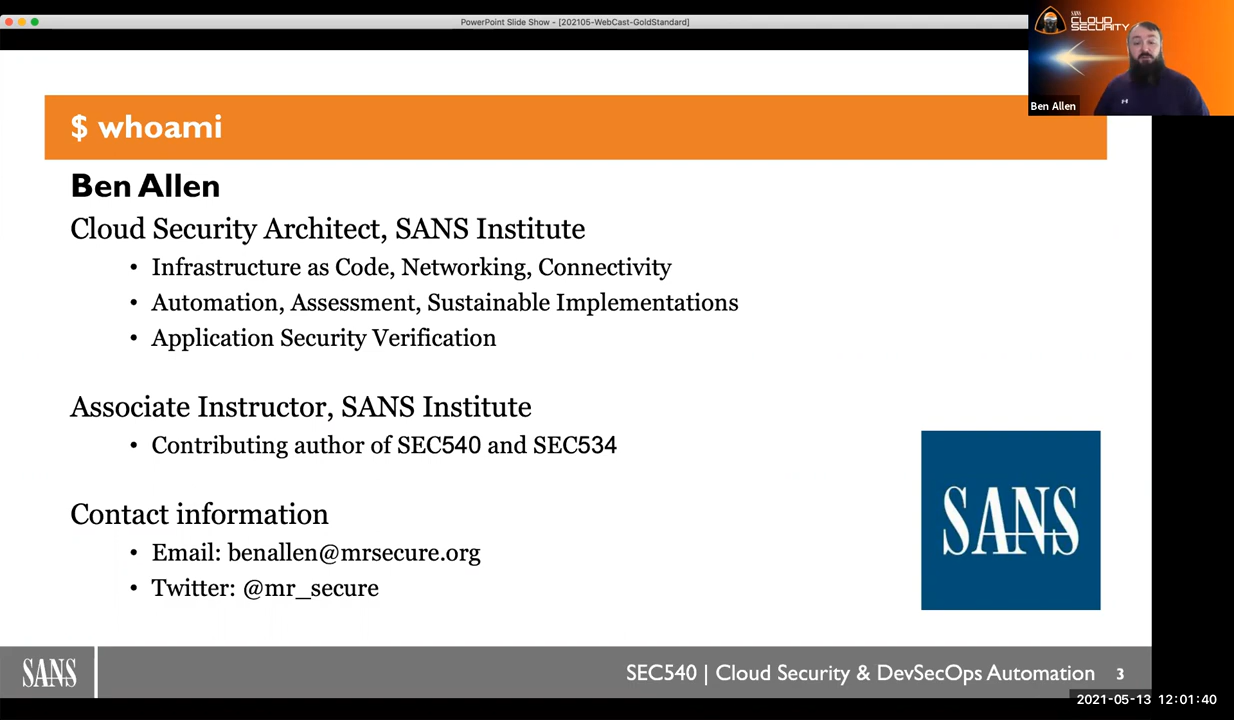 PowerPoint Slide Show - [202105-WebCast-GoldStandard]
SANS
CLOUD
SECURITY
Ben Allen
$ whoami
Ben Allen
Cloud Security Architect, SANS Institute
• Infrastructure as Code, Networking, Connectivity
• Automation, Assessment, Sustainable Implementations
• Application Security Verification
Associate Instructor, SANS Institute
• Contributing author of SEC540 and SEC534
SANS
Contact information
• Email: benallen@mrsecure.org
• Twitter: @mr_secure
SANS
SEC540 | Cloud Security & DevSecOps Automation 3
2021-05-13 12:01:40